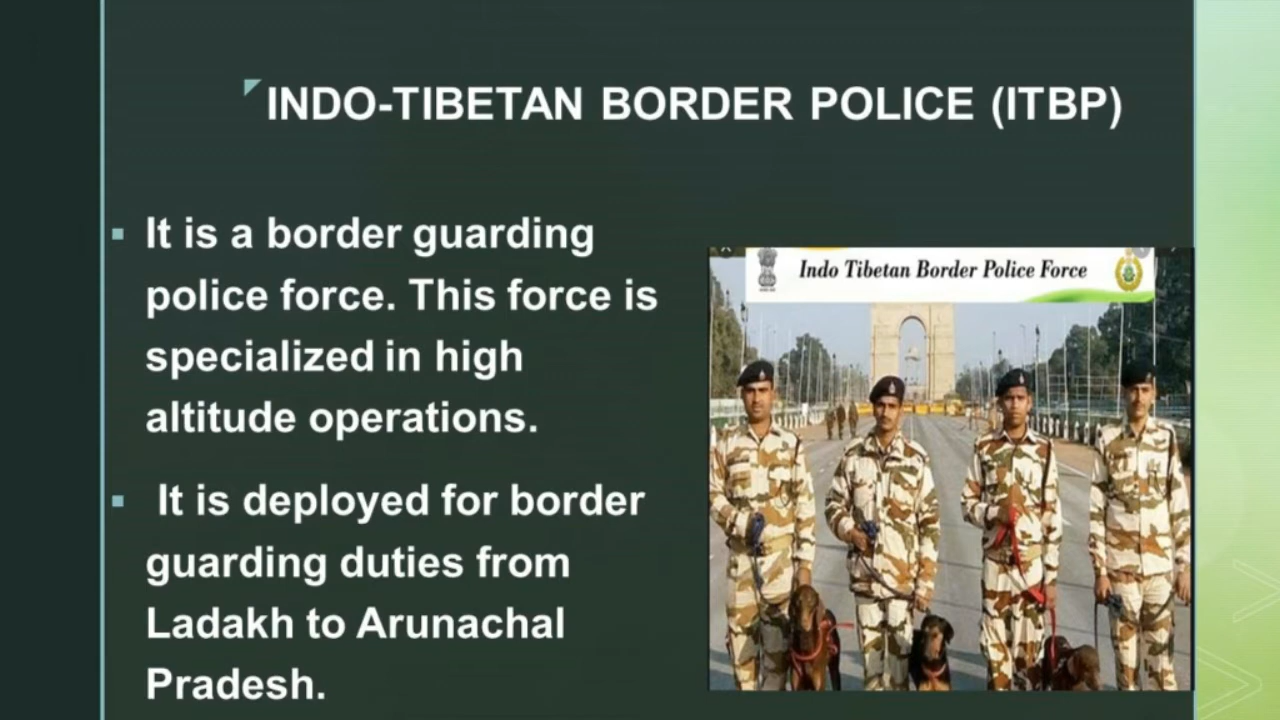 INDO-TIBETAN BORDER POLICE (ITBP)
It is a border guarding
police force. This force is
specialized in high
altitude operations.
It is deployed for border
guarding duties from
Ladakh to Arunachal
Pradesh.
Indo Tibetan Border Police Force